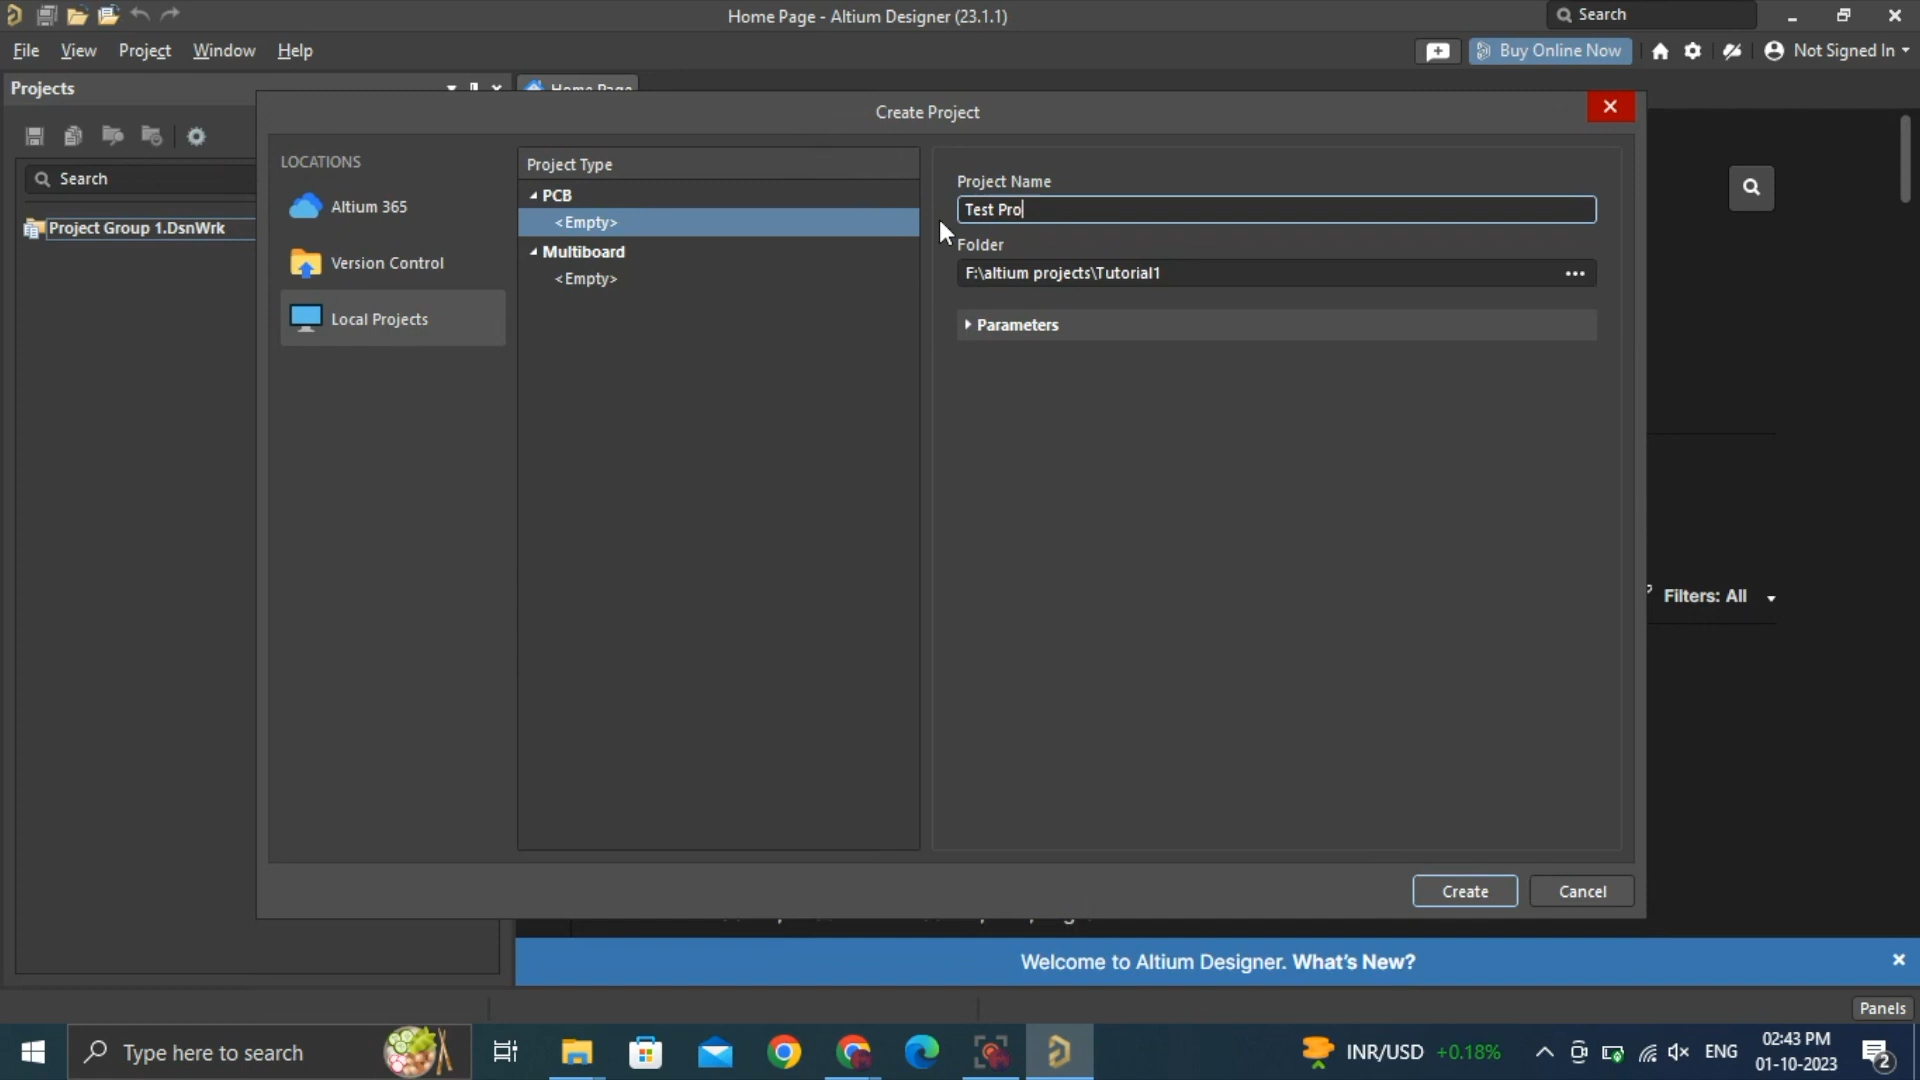 Home Page - Altium Designer (23.1.1)
Search
File View Project Window Help
Buy Online Now
Not Signed In
Projects
Home Page
Create Project
LOCATIONS
Altium 365
Version Control
Local Projects
Search
Project Group 1.DsnWrk
Project Type
PCB
<Empty>
Multiboard
<Empty>
Project Name
Test Pro
Folder
F:\altium projects\Tutorial1
...
Parameters
Filters: All
Create
Cancel
Welcome to Altium Designer. What's New?
Panels
Type here to search
INR/USD +0.18%
ENG
02:43 PM
01-10-2023
2